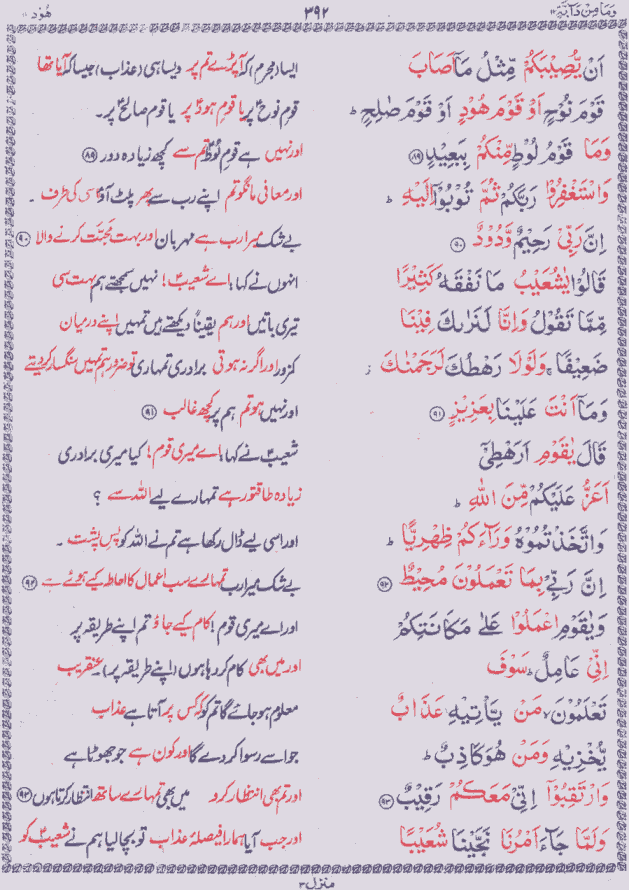 وَمَا مِنْ دَآبَّةٍ ۳۹۲ هُوْد
اَنْ يُّصِيْبَكُمْ مِّثْلُ مَاۤ اَصَابَ ایسا (مجرم) کہ آپڑے تم پر ویسا ہی (عذاب) جیسا کہ آیا تھا
قَوْمَ نُوْحٍ اَوْ قَوْمَ هُوْدٍ اَوْ قَوْمَ صٰلِحٍ ؕ قوم نوحؑ پر یا قوم ہودؑ پر یا قوم صالحؑ پر۔
وَمَا قَوْمُ لُوْطٍ مِّنْكُمْ بِبَعِيْدٍ ﴿۸۹﴾ اور نہیں ہے قوم لوطؑ تم سے کچھ زیادہ دور ﴿۸۹﴾
وَاسْتَغْفِرُوْا رَبَّكُمْ ثُمَّ تُوْبُوْۤا اِلَيْهِ ؕ اور معافی مانگو تم اپنے رب سے پھر پلٹ آؤ اسی کی طرف ۔
اِنَّ رَبِّيْ رَحِيْمٌ وَّدُوْدٌ ﴿۹۰﴾ بے شک میرا رب ہے مہربان اور بہت محبّت کرنے والا ﴿۹۰﴾
قَالُوْا يٰشُعَيْبُ مَا نَفْقَهُ كَثِيْرًا انہوں نے کہا! اے شعیبؑ! نہیں سمجھتے ہم بہت سی
مِّمَّا تَقُوْلُ وَاِنَّا لَنَرٰىكَ فِيْنَا تیری باتیں اور ہم یقیناً دیکھتے ہیں تمہیں اپنے درمیان
ضَعِيْفًا ۚ وَلَوْلَا رَهْطُكَ لَرَجَمْنٰكَ ؗ کمزور اور اگر نہ ہوتی برادری تمہاری تو ضرور ہم تمہیں سنگسار کر دیتے
وَمَاۤ اَنْتَ عَلَيْنَا بِعَزِيْزٍ ﴿۹۱﴾ اور نہیں ہو تم ہم پر کچھ غالب ﴿۹۱﴾
قَالَ يٰقَوْمِ اَرَهْطِيْۤ شعیبؑ نے کہا! اے میری قوم! کیا میری برادری
اَعَزُّ عَلَيْكُمْ مِّنَ اللّٰهِ ؕ زیادہ طاقتور ہے تمہارے لیے اللہ سے ؟
وَاتَّخَذْتُمُوْهُ وَرَآءَكُمْ ظِهْرِيًّا ؕ اور اسی لیے ڈال رکھا ہے تم نے اللہ کو پسِ پشت ۔
اِنَّ رَبِّيْ بِمَا تَعْمَلُوْنَ مُحِيْطٌ ﴿۹۲﴾ بے شک میرا رب تمہارے سب اعمال کا احاطہ کیے ہوئے ہے ﴿۹۲﴾
وَيٰقَوْمِ اعْمَلُوْا عَلٰى مَكَانَتِكُمْ اور اے میری قوم! کام کیے جاؤ تم اپنے طریقہ پر
اِنِّيْ عَامِلٌ ؕ سَوْفَ اور میں بھی کام کر رہا ہوں (اپنے طریقہ پر)۔ عنقریب
تَعْلَمُوْنَ ۙ مَنْ يَّاْتِيْهِ عَذَابٌ معلوم ہو جائے گا تم کو کس پر آتا ہے عذاب
يُّخْزِيْهِ وَمَنْ هُوَ كَاذِبٌ ؕ جو اسے رسوا کر دے گا اور کون ہے جو جھوٹا ہے
وَارْتَقِبُوْۤا اِنِّيْ مَعَكُمْ رَقِيْبٌ ﴿۹۳﴾ اور تم بھی انتظار کرو میں بھی تمہارے ساتھ انتظار کرتا ہوں ﴿۹۳﴾
وَلَمَّا جَآءَ اَمْرُنَا نَجَّيْنَا شُعَيْبًا اور جب آیا ہمارا فیصلۂ عذاب تو بچا لیا ہم نے شعیبؑ کو
منزل ۳